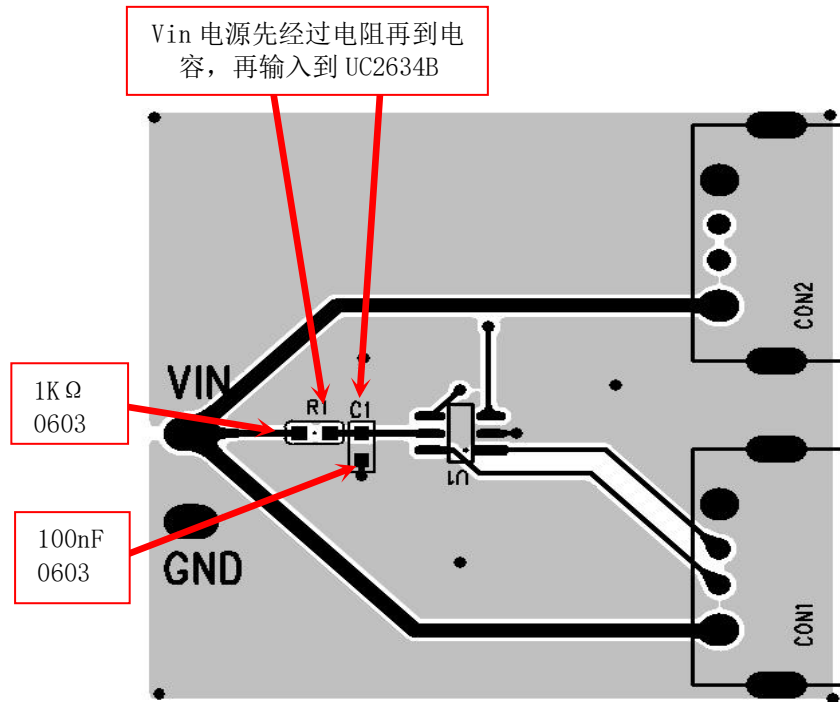 Vin 电源先经过电阻再到电
容，再输入到 UC2634B
CON2
VIN
1KΩ
0603
R1
C1
U1
100nF
0603
GND
CON1